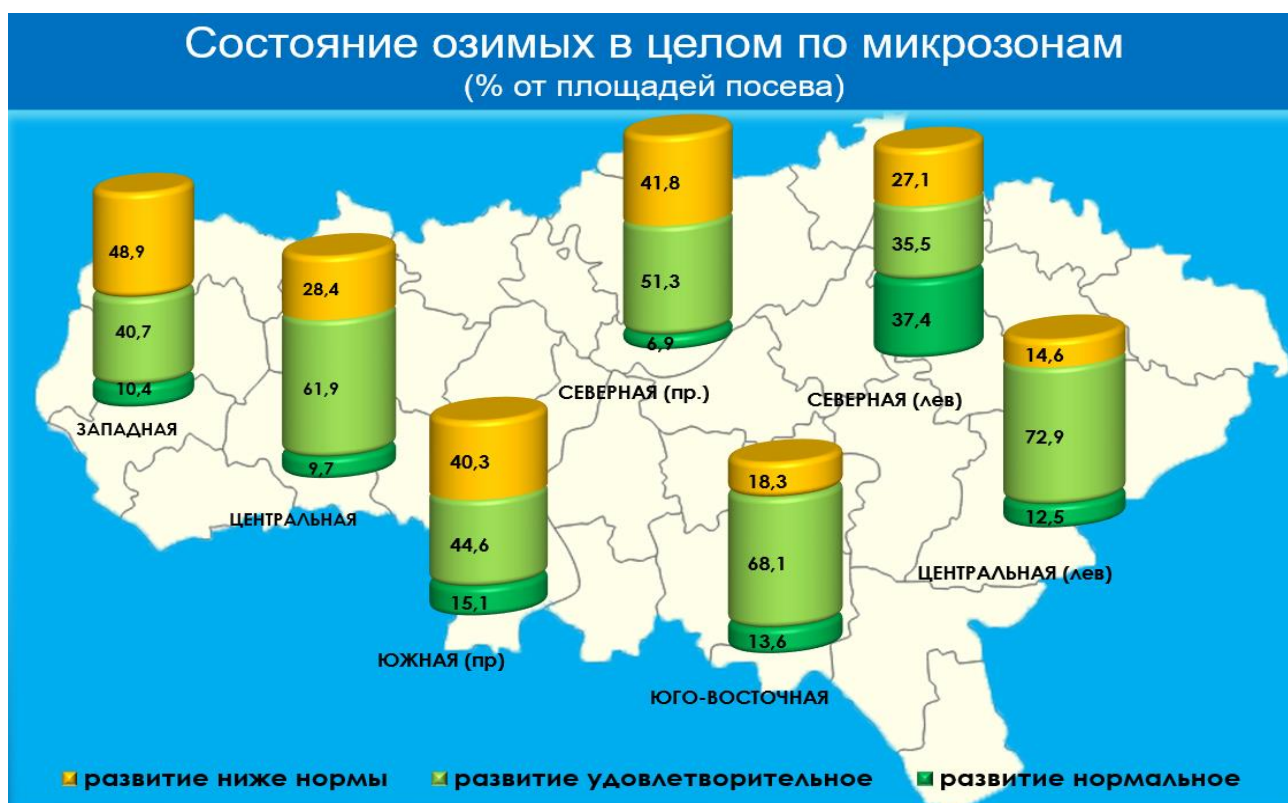 Состояние озимых в целом по микрозонам
(% от площадей посева)
48,9
40,7
10,4
ЗАПАДНАЯ
28,4
61,9
9,7
ЦЕНТРАЛЬНАЯ
40,3
44,6
15,1
ЮЖНАЯ (пр)
41,8
51,3
6,9
СЕВЕРНАЯ (пр.)
18,3
68,1
13,6
ЮГО-ВОСТОЧНАЯ
27,1
35,5
37,4
СЕВЕРНАЯ (лев)
14,6
72,9
12,5
ЦЕНТРАЛЬНАЯ (лев)
развитие ниже нормы
развитие удовлетворительное
развитие нормальное